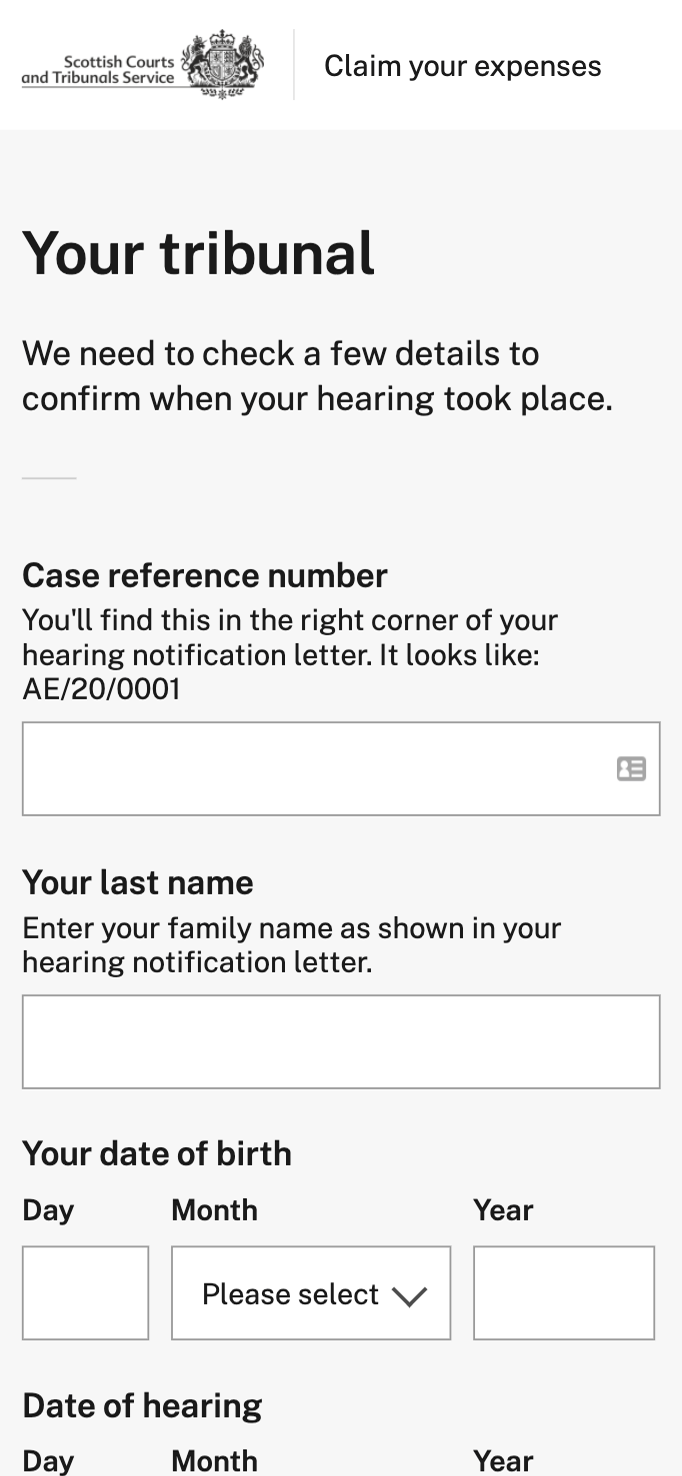 Scottish Courts
and Tribunals Service
Claim your expenses
Your tribunal
We need to check a few details to
confirm when your hearing took place.
Case reference number
You'll find this in the right corner of your
hearing notification letter. It looks like:
AE/20/0001
Your last name
Enter your family name as shown in your
hearing notification letter.
Your date of birth
Day Month Year
Please select
Date of hearing
Day Month Year